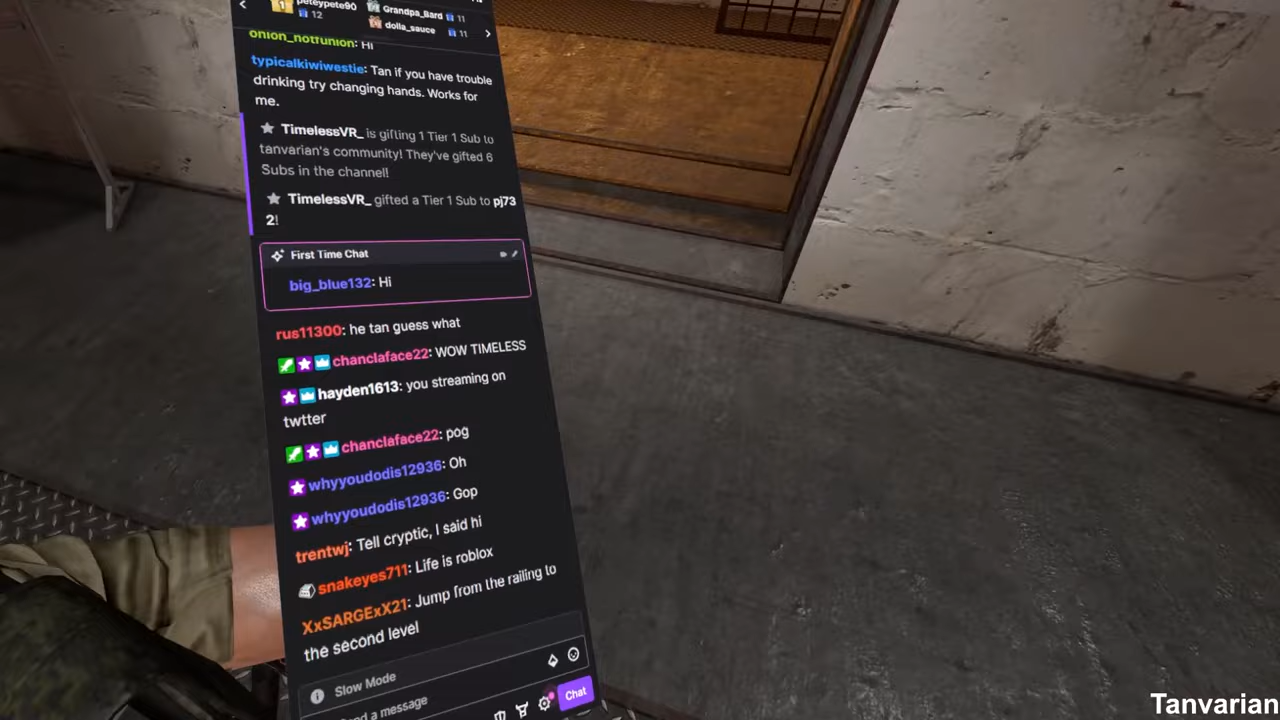 peteypete90
12
Grandpa_Bard 11
dolla_sauce 11
onion_notfunion: Hi
typicalkiwiwestie: Tan if you have trouble
drinking try changing hands. Works for
me.
TimelessVR_ is gifting 1 Tier 1 Sub to
tanvarian's community! They've gifted 6
Subs in the channel!
TimelessVR_ gifted a Tier 1 Sub to pj73
2!
First Time Chat
big_blue132: Hi
rus11300: he tan guess what
chanclaface22: WOW TIMELESS
hayden1613: you streaming on
twtter
chanclaface22: pog
whyyoudodis12936: Oh
whyyoudodis12936: Gop
trentwj: Tell cryptic, I said hi
snakeyes711: Life is roblox
XxSARGExX21: Jump from the railing to
the second level
Slow Mode
a message
Chat
Tanvarian